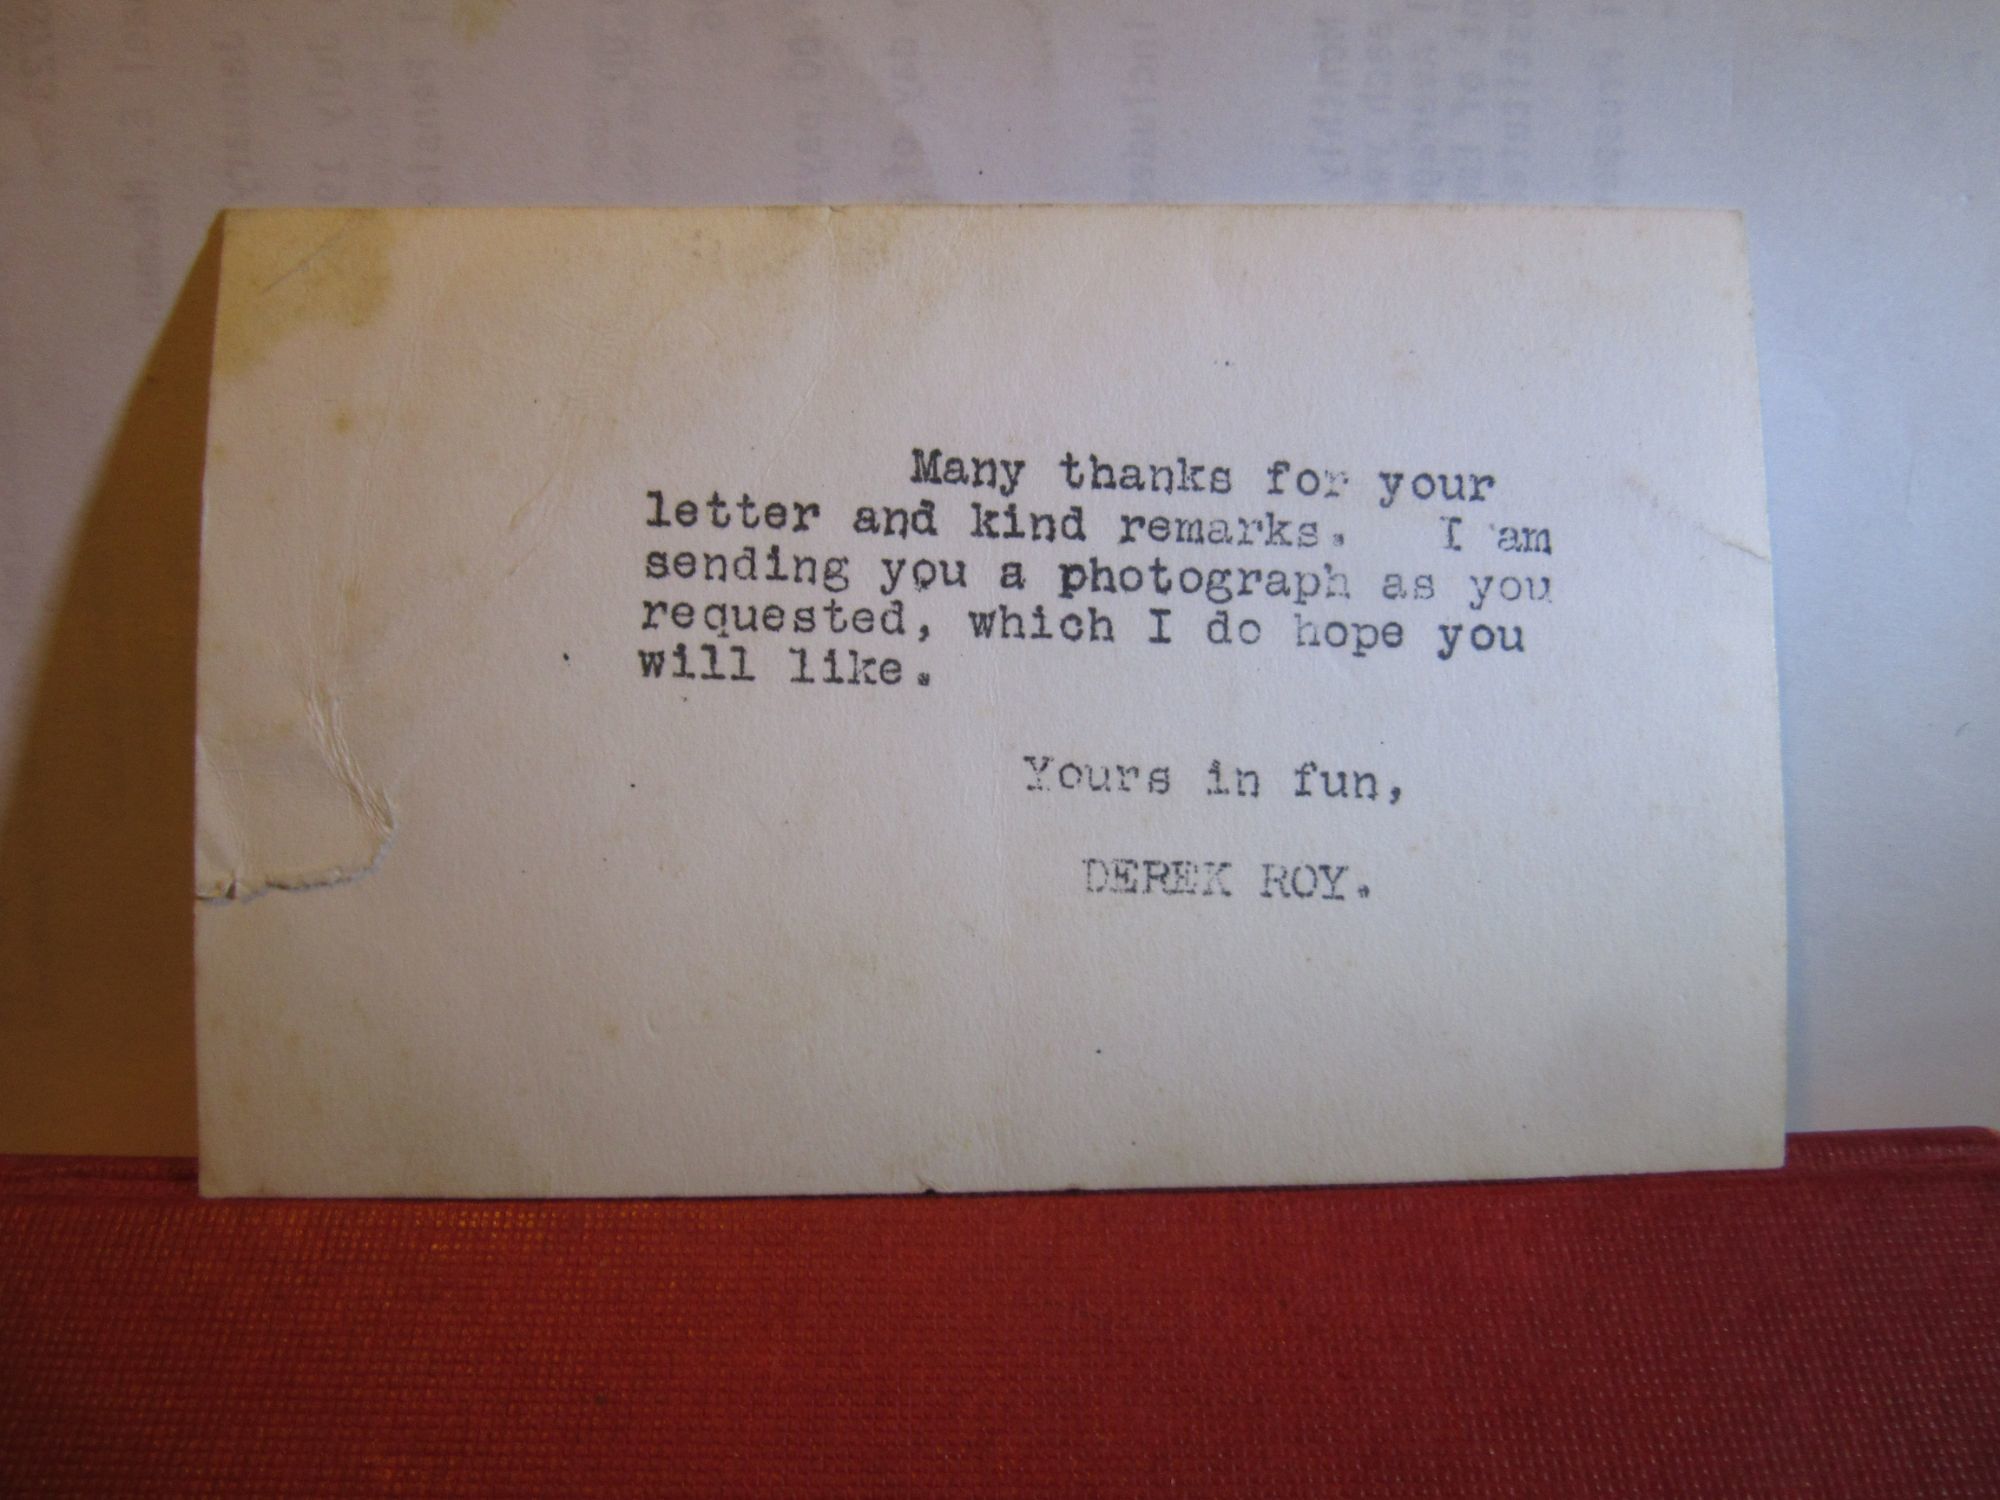 Many thanks for your
letter and kind remarks. I am
sending you a photograph as you
requested, which I do hope you
will like.
Yours in fun,
DEREK ROY.